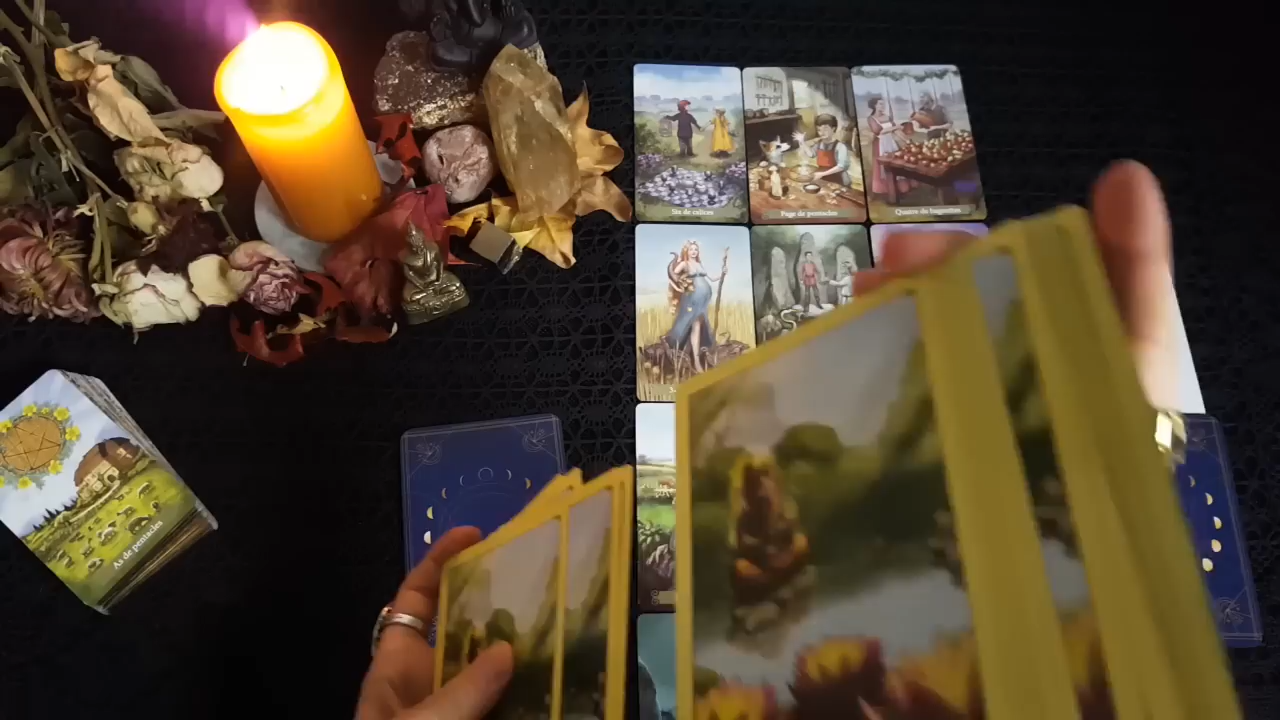 Six de calices
Page de pentacles
Quatre de baguettes
As de pentacles